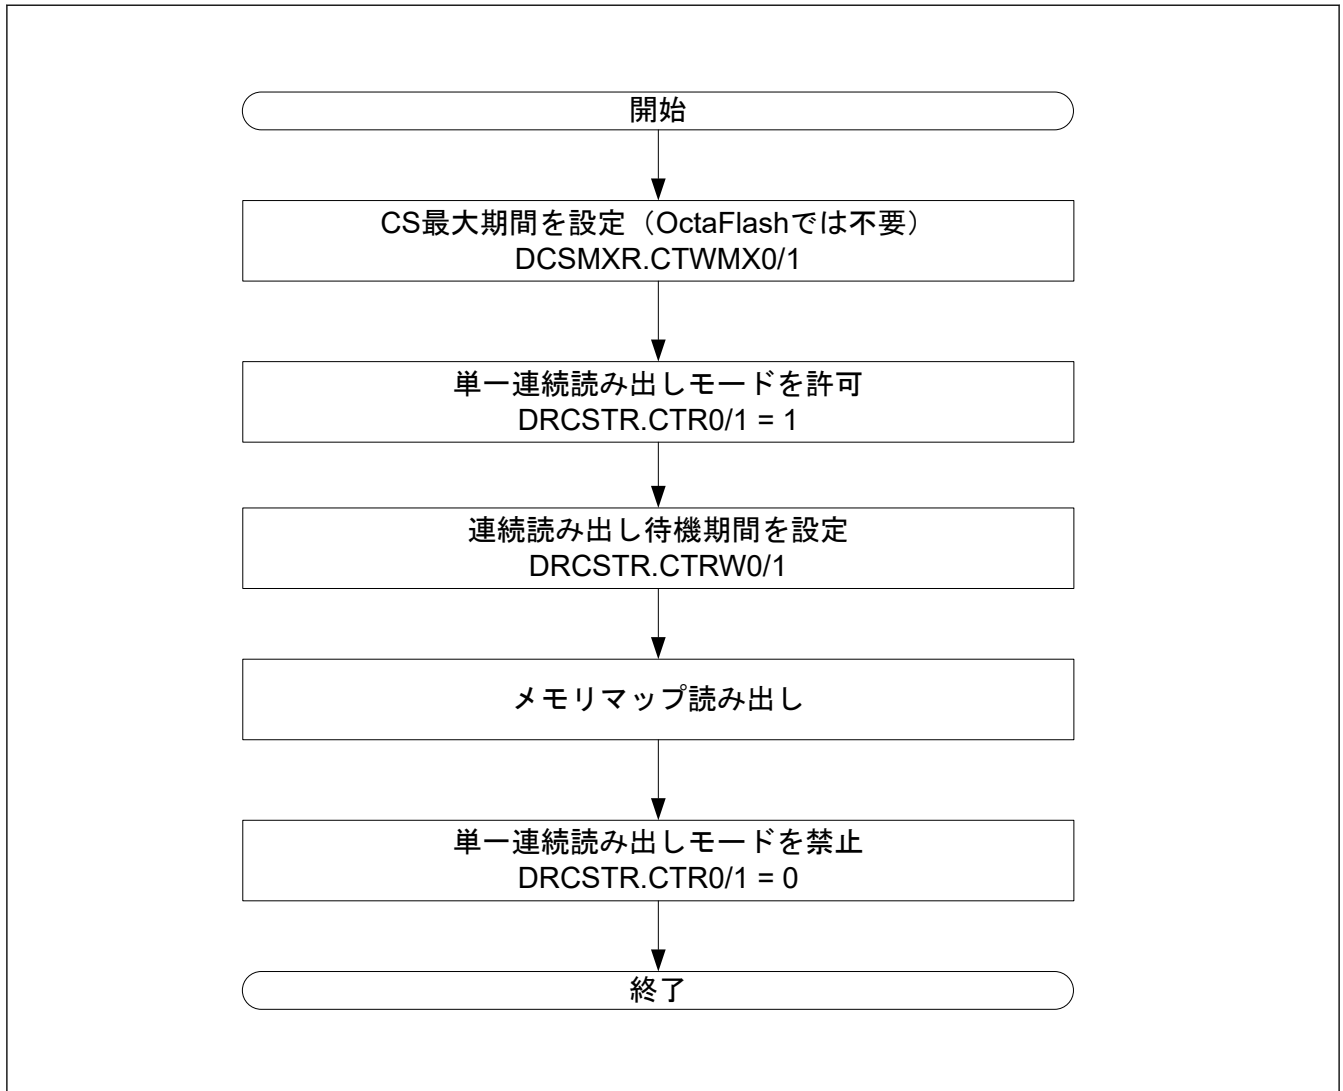 開始
CS最大期間を設定（OctaFlashでは不要）
DCSMXR.CTWMX0/1
単一連続読み出しモードを許可
DRCSTR.CTR0/1 = 1
連続読み出し待機期間を設定
DRCSTR.CTRW0/1
メモリマップ読み出し
単一連続読み出しモードを禁止
DRCSTR.CTR0/1 = 0
終了